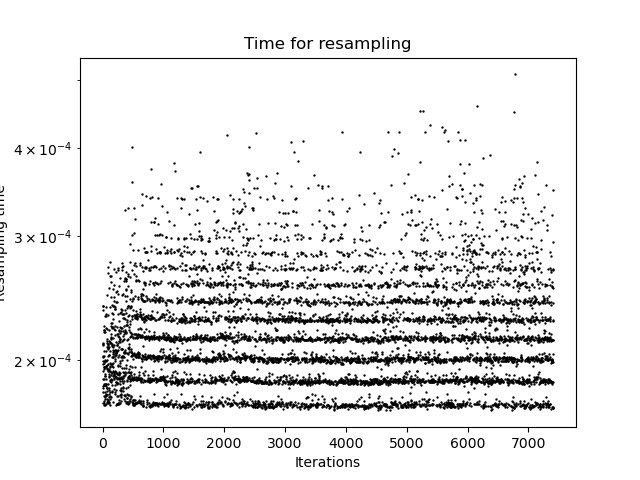 Time for resampling
4 × 10⁻⁴
3 × 10⁻⁴
2 × 10⁻⁴
Resampling time
0 1000 2000 3000 4000 5000 6000 7000
Iterations